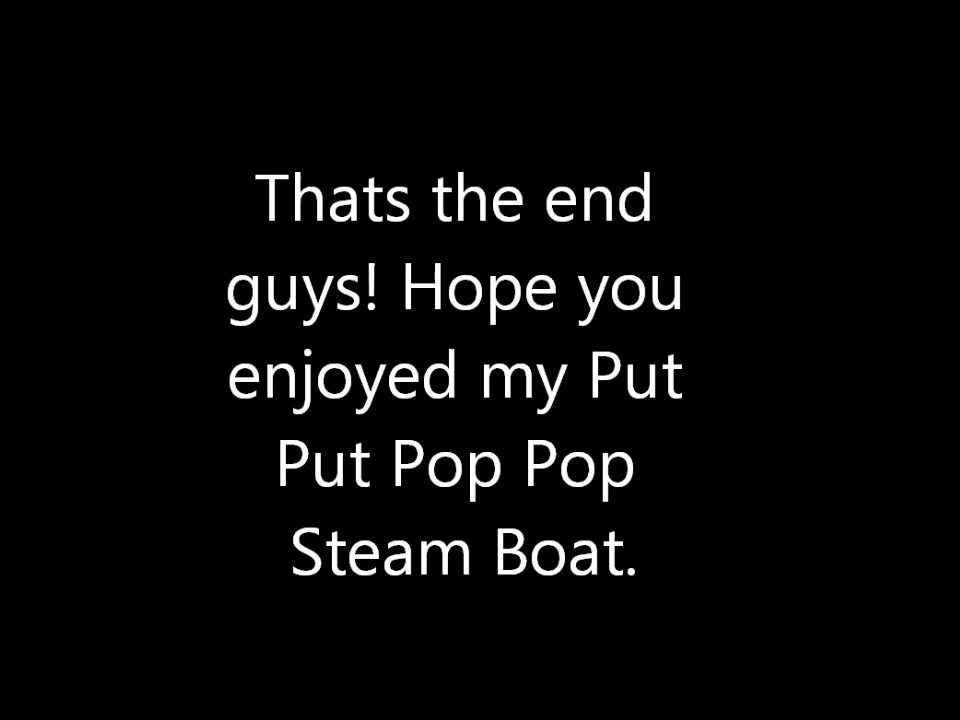 Thats the end
guys! Hope you
enjoyed my Put
Put Pop Pop
Steam Boat.